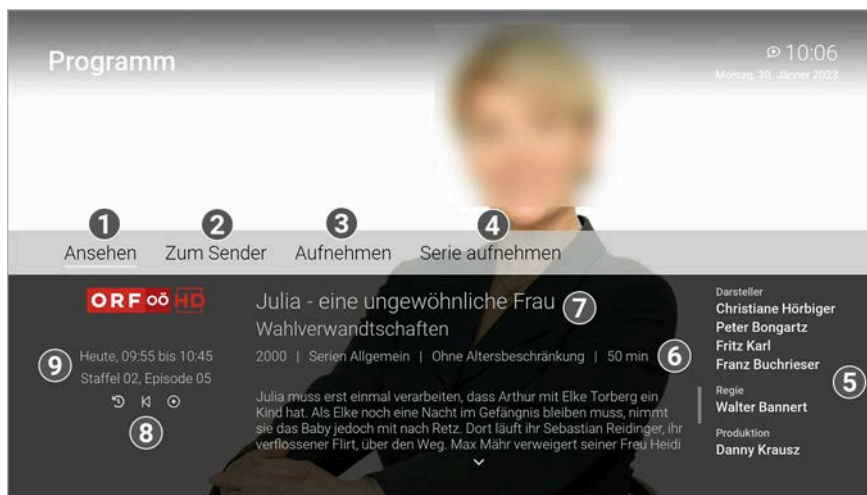 Programm
10:06
Montag, 30. Jänner 2023
1 2 3 4
Ansehen Zum Sender Aufnehmen Serie aufnehmen
ORF OÖ HD
Heute, 09:55 bis 10:45
Staffel 02, Episode 05
9
8
Julia - eine ungewöhnliche Frau
7
Wahlverwandtschaften
2000 | Serien Allgemein | Ohne Altersbeschränkung | 50 min
6
Julia muss erst einmal verarbeiten, dass Arthur mit Elke Torberg ein
Kind hat. Als Elke noch eine Nacht im Gefängnis bleiben muss, nimmt
sie das Baby jedoch mit nach Retz. Dort läuft ihr Sebastian Reidinger, ihr
verflossener Flirt, über den Weg. Max Mähr verweigert seiner Freu Heidi
Darsteller
Christiane Hörbiger
Peter Bongartz
Fritz Karl
Franz Buchrieser
5
Regie
Walter Bannert
Produktion
Danny Krausz